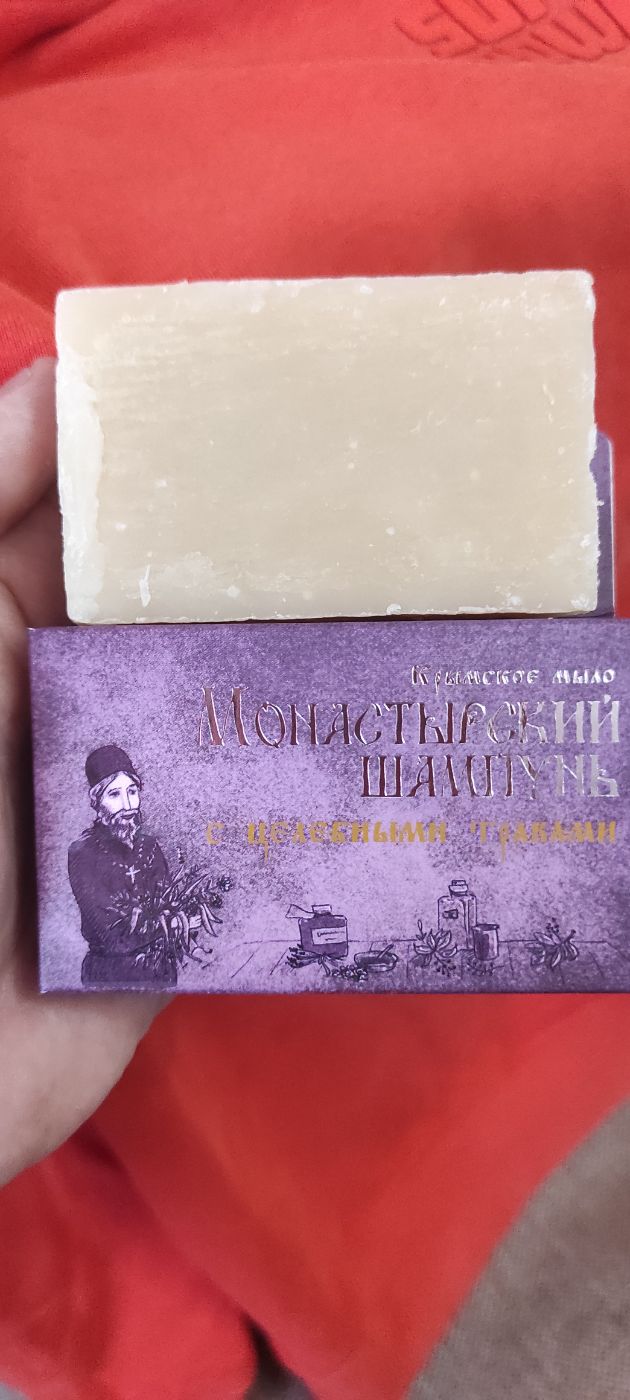 Крымское мыло
Монастырский
шампунь
с целебными травами